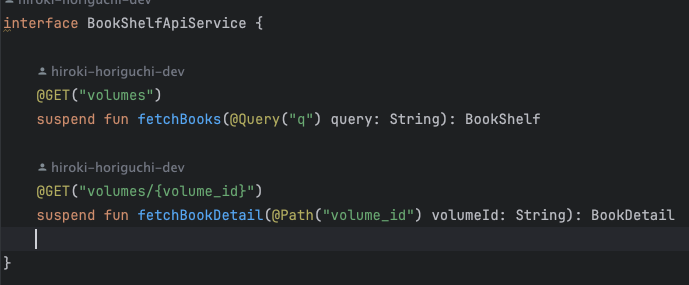 hiroki-horiguchi-dev
interface BookShelfApiService {
hiroki-horiguchi-dev
@GET("volumes")
suspend fun fetchBooks(@Query("q") query: String): BookShelf
hiroki-horiguchi-dev
@GET("volumes/{volume_id}")
suspend fun fetchBookDetail(@Path("volume_id") volumeId: String): BookDetail
}